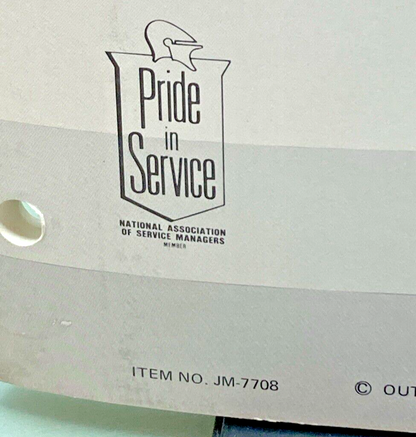 Pride
in
Service
NATIONAL ASSOCIATION
OF SERVICE MANAGERS
MEMBER
ITEM NO. JM-7708
© OUT